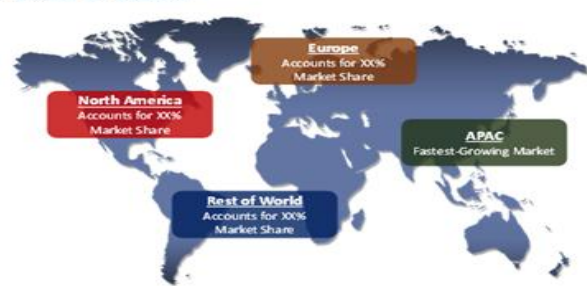 Europe
Accounts for XX%
Market Share
North America
Accounts for XX%
Market Share
APAC
Fastest-Growing Market
Rest of World
Accounts for XX%
Market Share